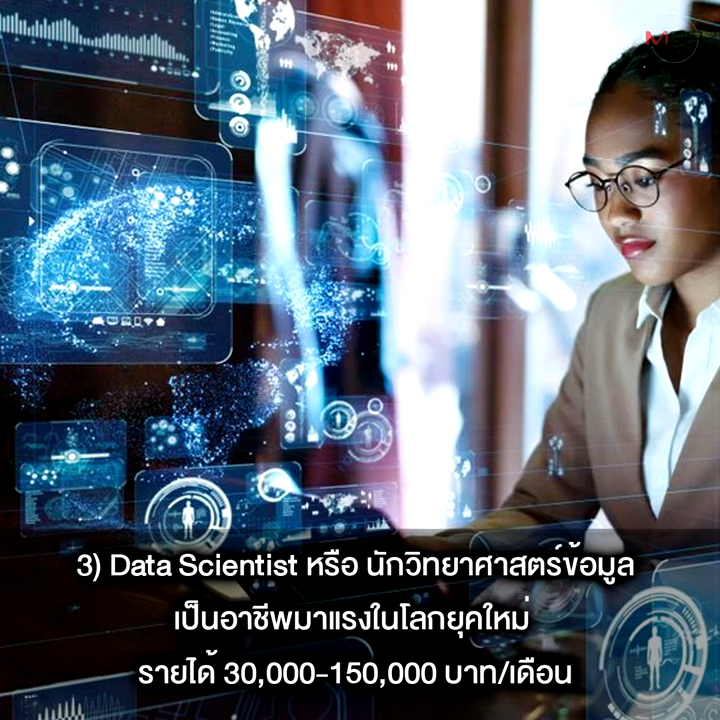 3) Data Scientist หรือ นักวิทยาศาสตร์ข้อมูล
เป็นอาชีพมาแรงในโลกยุคใหม่
รายได้ 30,000-150,000 บาท/เดือน